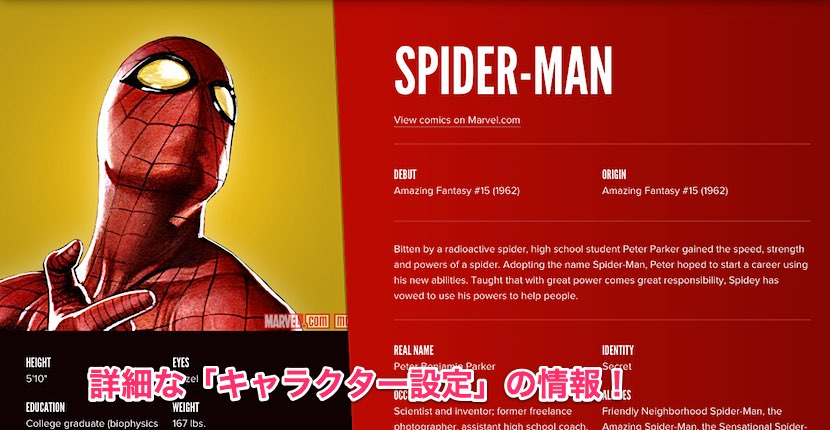 SPIDER-MAN
View comics on Marvel.com
DEBUT
Amazing Fantasy #15 (1962)
ORIGIN
Amazing Fantasy #15 (1962)
Bitten by a radioactive spider, high school student Peter Parker gained the speed, strength
and powers of a spider. Adopting the name Spider-Man, Peter hoped to start a career using
his new abilities. Taught that with great power comes great responsibility, Spidey has
vowed to use his powers to help people.
MARVEL.com
HEIGHT
5'10"
EYES
EDUCATION
College graduate (biophysics
WEIGHT
167 lbs.
REAL NAME
Peter Benjamin Parker
IDENTITY
Secret
Scientist and inventor; former freelance
photographer, assistant high school coach,
Friendly Neighborhood Spider-Man, the
Amazing Spider-Man, the Sensational Spider-
詳細な「キャラクター設定」の情報！